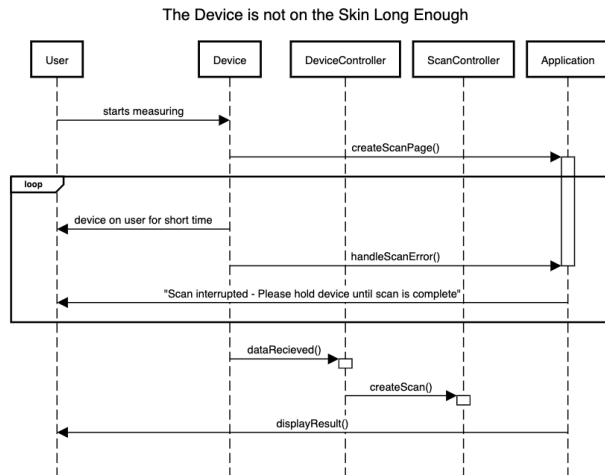 The Device is not on the Skin Long Enough
User
Device
DeviceController
ScanController
Application
starts measuring
createScanPage()
loop
device on user for short time
handleScanError()
"Scan interrupted - Please hold device until scan is complete"
dataRecieved()
createScan()
displayResult()